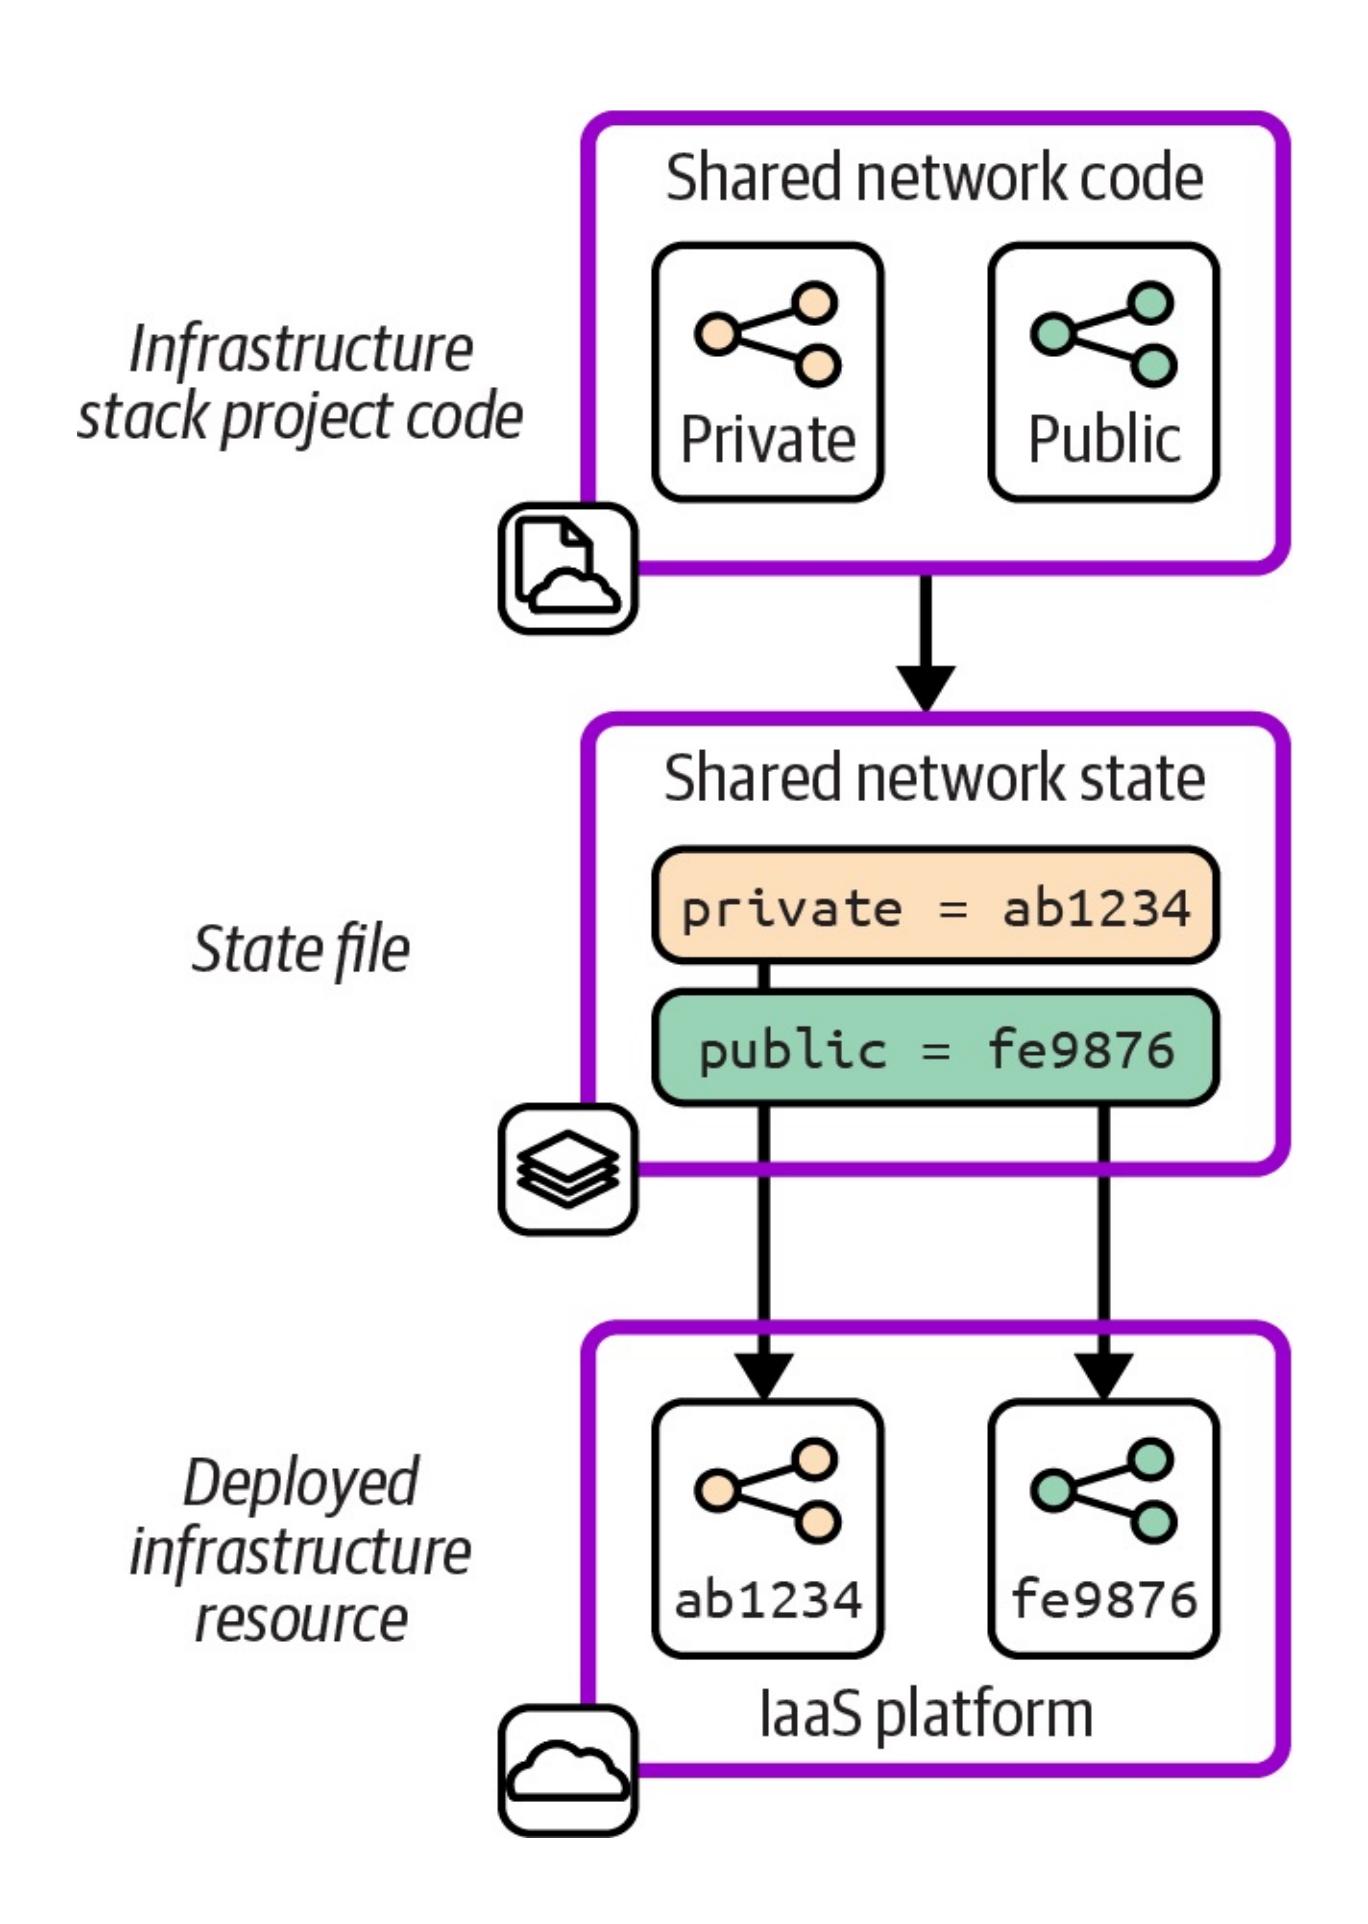 Shared network code
Private
Public
Infrastructure
stack project code
Shared network state
private = ab1234
State file
public = fe9876
Deployed
infrastructure
resource
ab1234
fe9876
IaaS platform